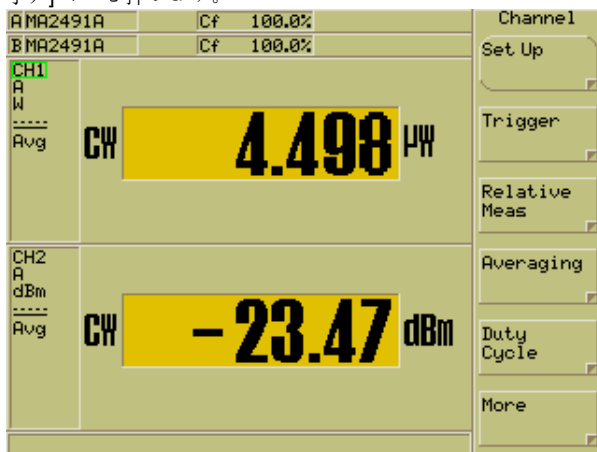 A MA2491A Cf 100.0%
B MA2491A Cf 100.0%
Channel
Set Up
Trigger
Relative
Meas
Averaging
Duty
Cycle
More
CH1
A
W
-----
Avg
CW 4.498 µW
CH2
A
dBm
-----
Avg
CW -23.47 dBm